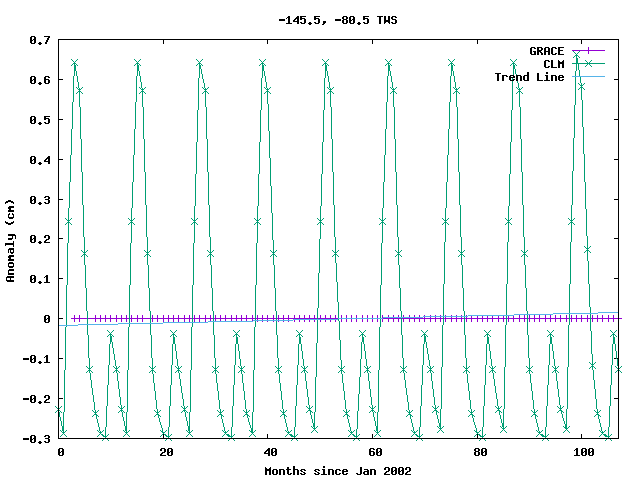 -145.5, -80.5 TWS
GRACE
CLM
Trend Line
0.7
0.6
0.5
0.4
0.3
0.2
0.1
0
-0.1
-0.2
-0.3
Anomaly (cm)
0 20 40 60 80 100
Months since Jan 2002